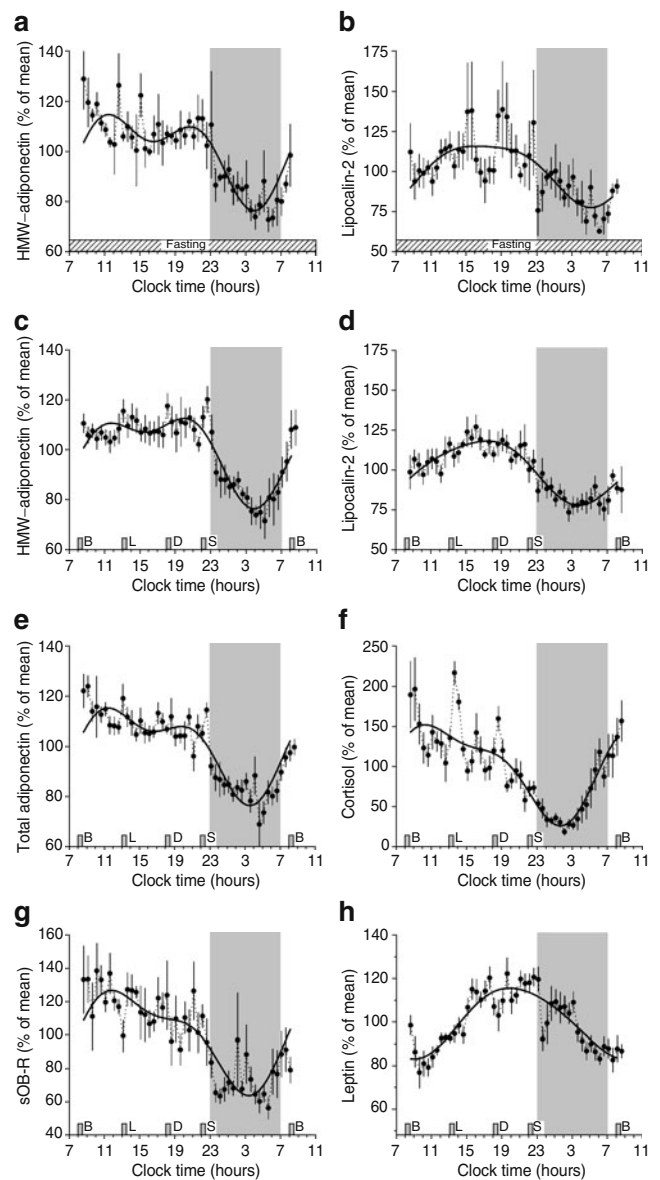 a
HMW–adiponectin (% of mean)
140
120
100
80
60
Fasting
7 11 15 19 23 3 7 11
Clock time (hours)
b
Lipocalin-2 (% of mean)
175
150
125
100
75
50
Fasting
7 11 15 19 23 3 7 11
Clock time (hours)
c
HMW–adiponectin (% of mean)
140
120
100
80
60
B L D S B
7 11 15 19 23 3 7 11
Clock time (hours)
d
Lipocalin-2 (% of mean)
175
150
125
100
75
50
B L D S B
7 11 15 19 23 3 7 11
Clock time (hours)
e
Total adiponectin (% of mean)
140
120
100
80
60
B L D S B
7 11 15 19 23 3 7 11
Clock time (hours)
f
Cortisol (% of mean)
250
200
150
100
50
0
B L D S B
7 11 15 19 23 3 7 11
Clock time (hours)
g
sOB-R (% of mean)
160
140
120
100
80
60
40
B L D S B
7 11 15 19 23 3 7 11
Clock time (hours)
h
Leptin (% of mean)
140
120
100
80
60
B L D S B
7 11 15 19 23 3 7 11
Clock time (hours)